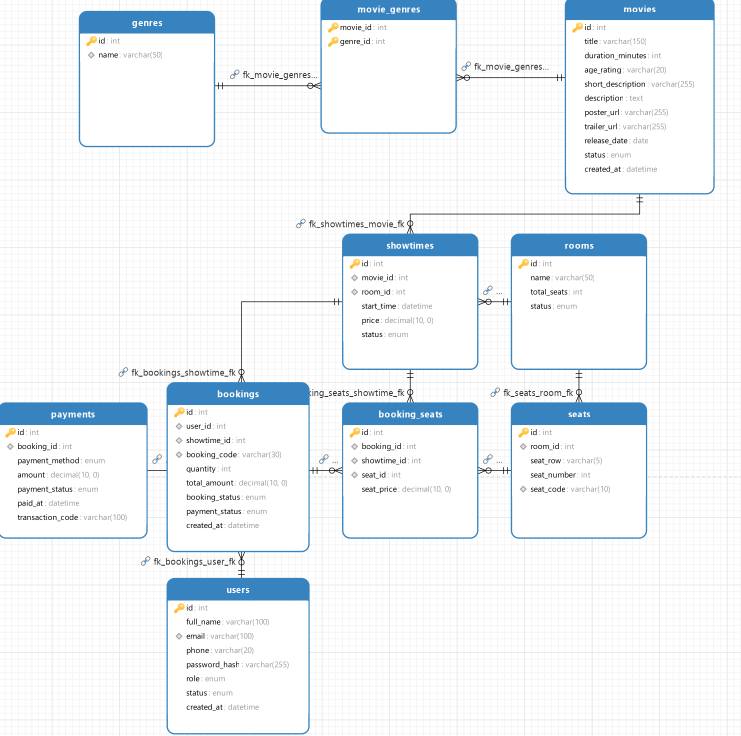 genres
id : int
name : varchar(50)
fk_movie_genres...
movie_genres
movie_id : int
genre_id : int
fk_movie_genres...
movies
id : int
title : varchar(150)
duration_minutes : int
age_rating : varchar(20)
short_description : varchar(255)
description : text
poster_url : varchar(255)
trailer_url : varchar(255)
release_date : date
status : enum
created_at : datetime
fk_showtimes_movie_fk
showtimes
id : int
movie_id : int
room_id : int
start_time : datetime
price : decimal(10, 0)
status : enum
...
rooms
id : int
name : varchar(50)
total_seats : int
status : enum
fk_bookings_showtime_fk
king_seats_showtime_fk
fk_seats_room_fk
payments
id : int
booking_id : int
payment_method : enum
amount : decimal(10, 0)
payment_status : enum
paid_at : datetime
transaction_code : varchar(100)
bookings
id : int
user_id : int
showtime_id : int
booking_code : varchar(30)
quantity : int
total_amount : decimal(10, 0)
booking_status : enum
payment_status : enum
created_at : datetime
...
booking_seats
id : int
booking_id : int
showtime_id : int
seat_id : int
seat_price : decimal(10, 0)
...
seats
id : int
room_id : int
seat_row : varchar(5)
seat_number : int
seat_code : varchar(10)
fk_bookings_user_fk
users
id : int
full_name : varchar(100)
email : varchar(100)
phone : varchar(20)
password_hash : varchar(255)
role : enum
status : enum
created_at : datetime